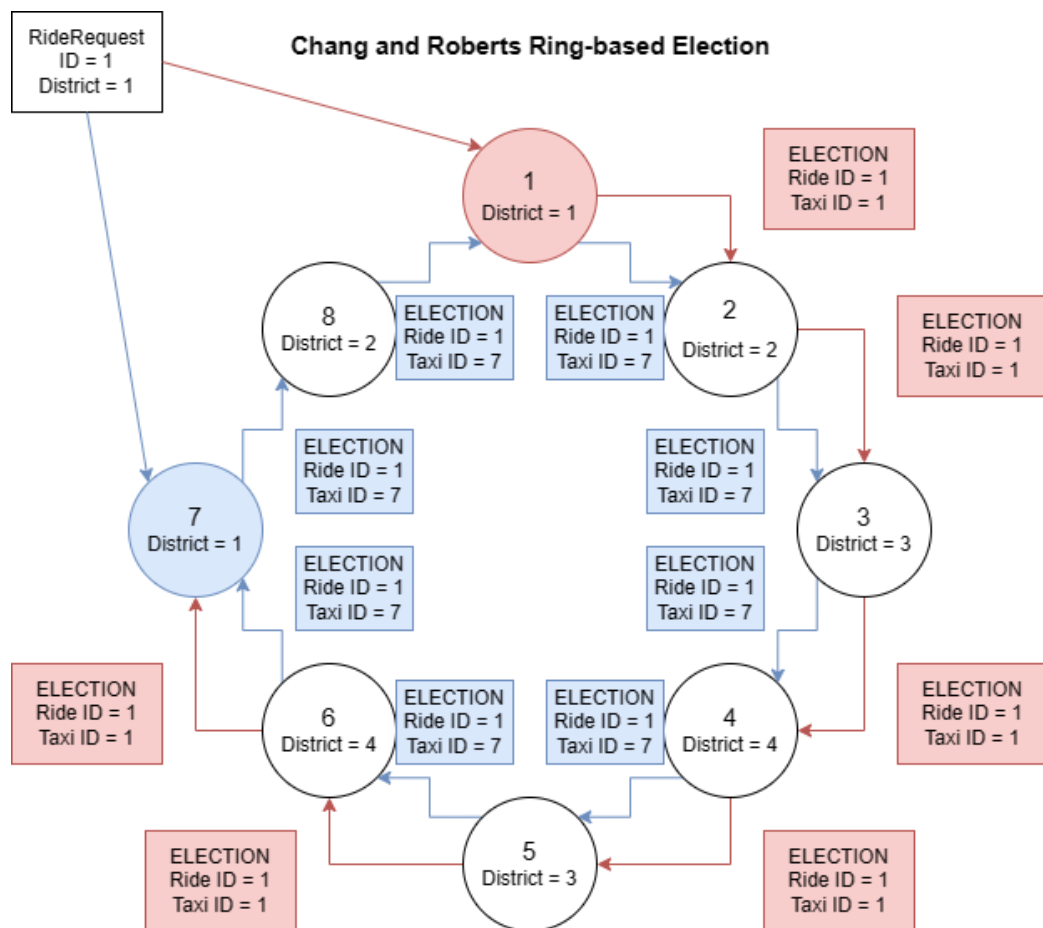 RideRequest
ID = 1
District = 1
Chang and Roberts Ring-based Election
1
District = 1
ELECTION
Ride ID = 1
Taxi ID = 1
8
District = 2
ELECTION
Ride ID = 1
Taxi ID = 7
ELECTION
Ride ID = 1
Taxi ID = 7
2
District = 2
ELECTION
Ride ID = 1
Taxi ID = 1
ELECTION
Ride ID = 1
Taxi ID = 7
ELECTION
Ride ID = 1
Taxi ID = 7
7
District = 1
3
District = 3
ELECTION
Ride ID = 1
Taxi ID = 7
ELECTION
Ride ID = 1
Taxi ID = 7
ELECTION
Ride ID = 1
Taxi ID = 1
6
District = 4
ELECTION
Ride ID = 1
Taxi ID = 7
ELECTION
Ride ID = 1
Taxi ID = 7
4
District = 4
ELECTION
Ride ID = 1
Taxi ID = 1
ELECTION
Ride ID = 1
Taxi ID = 1
5
District = 3
ELECTION
Ride ID = 1
Taxi ID = 1